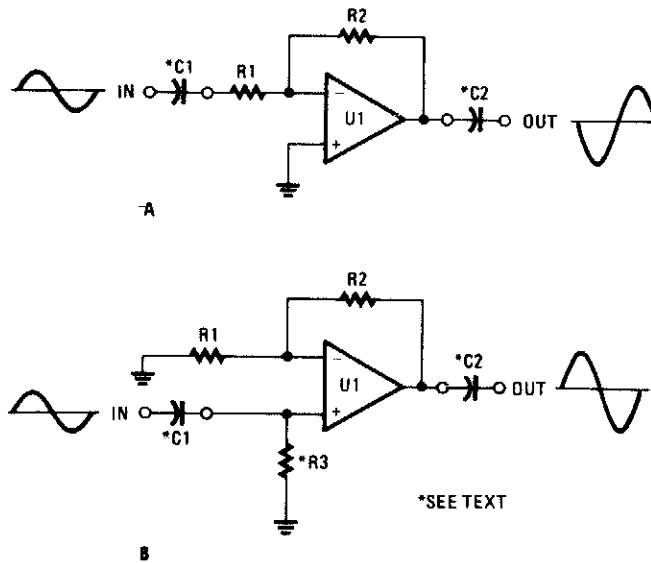 R2
*C1
R1
IN
−
U1
+
*C2
OUT
A
R2
R1
*C2
−
U1
IN
+
OUT
*C1
*R3
*SEE TEXT
B